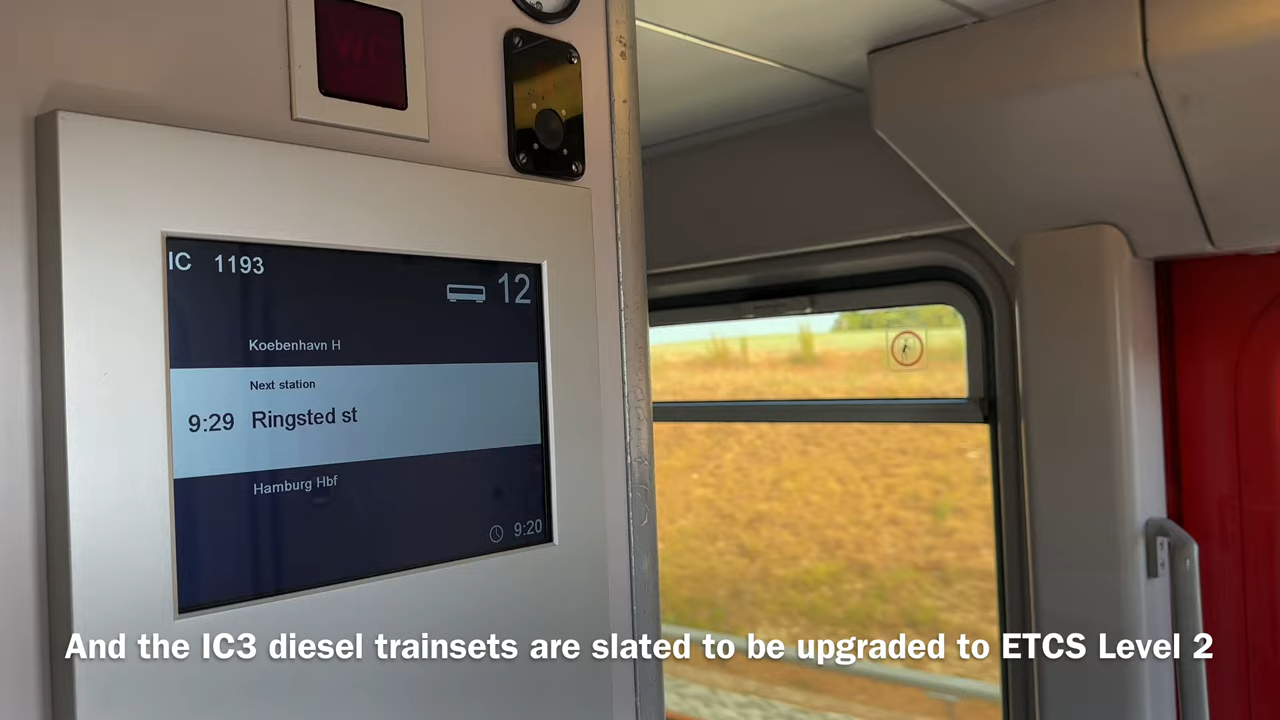 WC
IC 1193
12
Koebenhavn H
Next station
9:29 Ringsted st
Hamburg Hbf
9:20
And the IC3 diesel trainsets are slated to be upgraded to ETCS Level 2